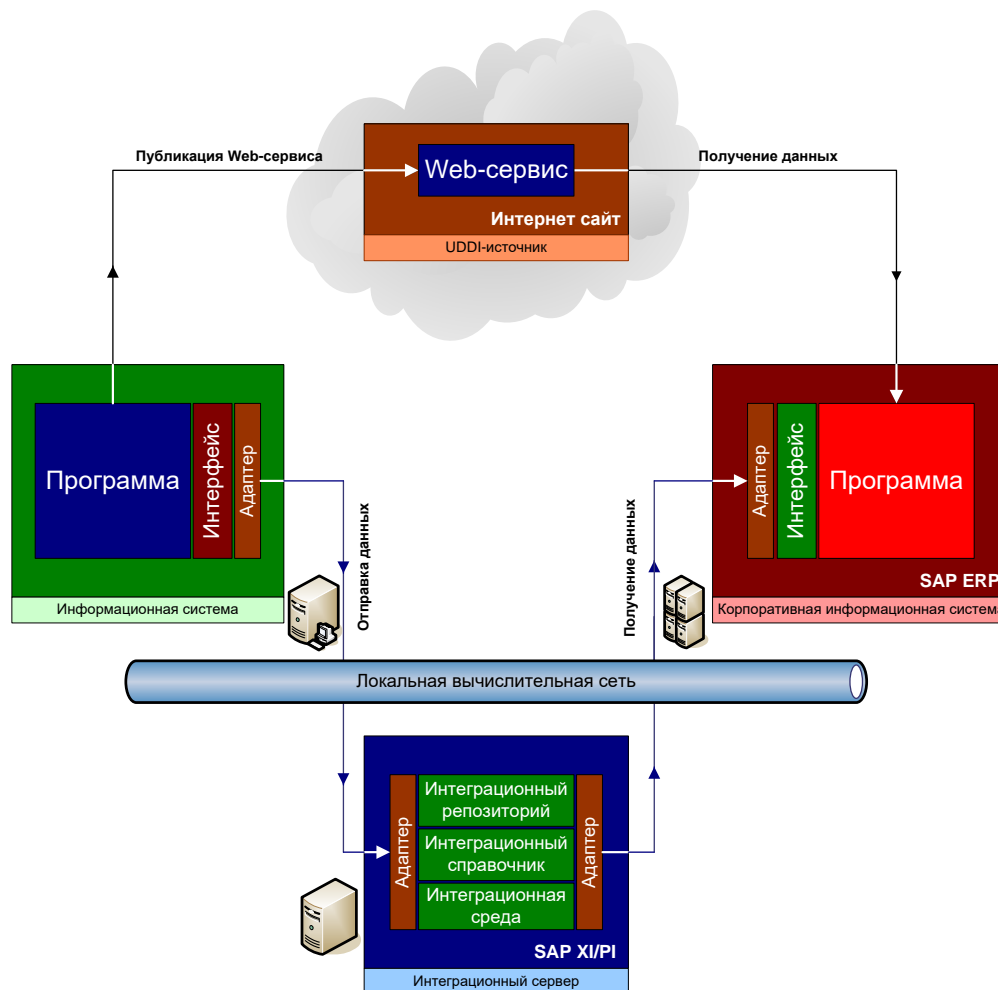 Публикация Web-сервиса
Получение данных
Web-сервис
Интернет сайт
UDDI-источник
Программа
Интерфейс
Адаптер
Информационная система
Отправка данных
Получение данных
Адаптер
Интерфейс
Программа
SAP ERP
Корпоративная информационная система
Локальная вычислительная сеть
Адаптер
Интеграционный
репозиторий
Интеграционный
справочник
Интеграционная
среда
Адаптер
SAP XI/PI
Интеграционный сервер